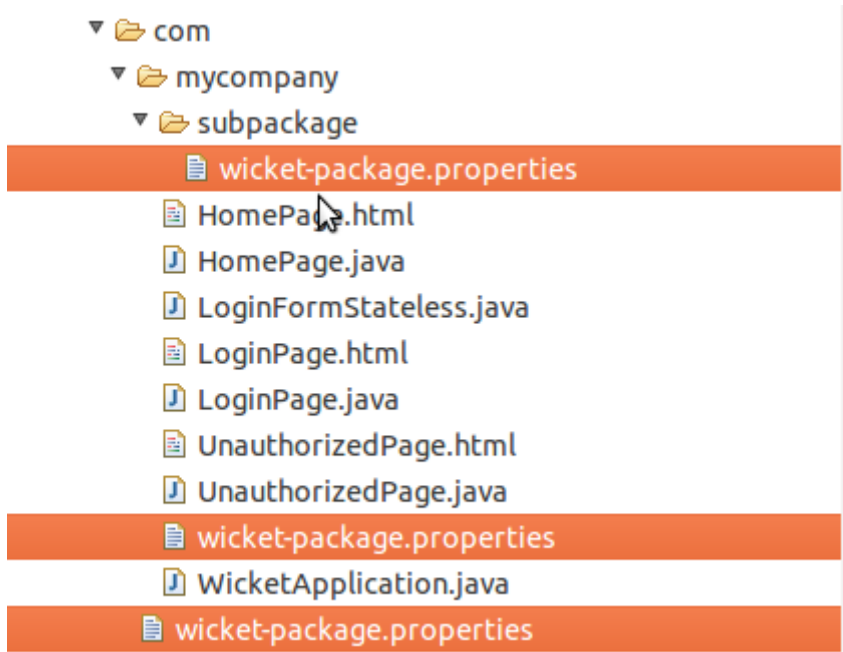 com
mycompany
subpackage
wicket-package.properties
HomePage.html
HomePage.java
LoginFormStateless.java
LoginPage.html
LoginPage.java
UnauthorizedPage.html
UnauthorizedPage.java
wicket-package.properties
WicketApplication.java
wicket-package.properties